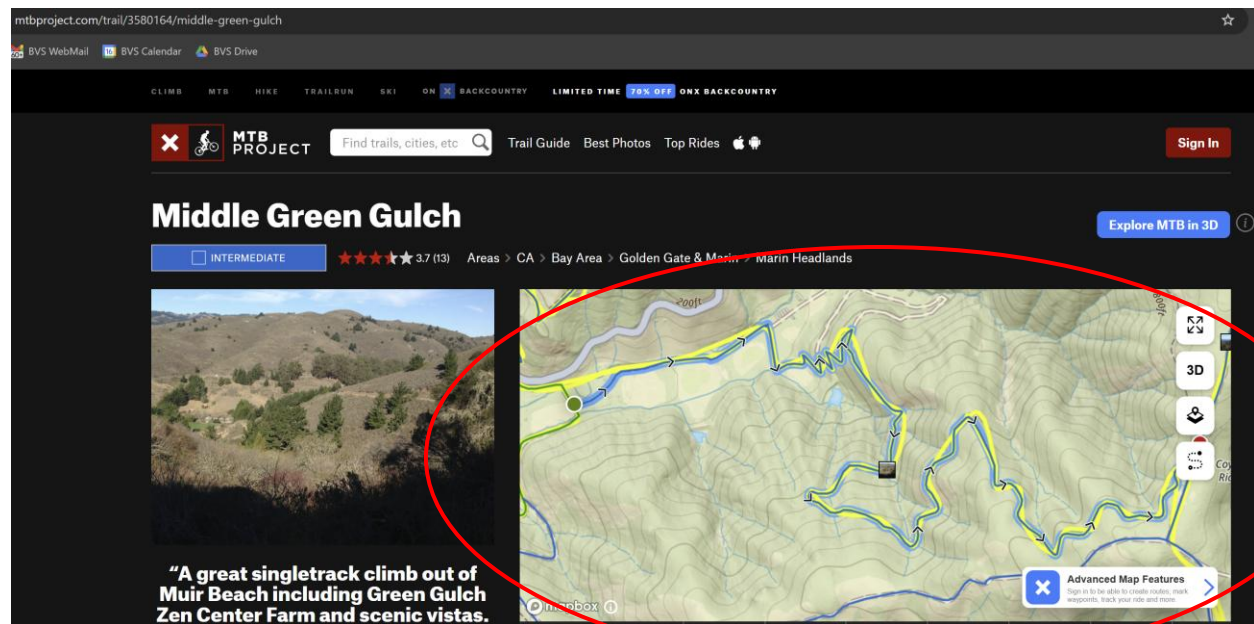 mtbproject.com/trail/3580164/middle-green-gulch
BVS WebMail BVS Calendar BVS Drive
CLIMB MTB HIKE TRAILRUN SKI ON X BACKCOUNTRY LIMITED TIME 70% OFF ONX BACKCOUNTRY
MTB PROJECT
Find trails, cities, etc
Trail Guide Best Photos Top Rides
Sign In
Middle Green Gulch
Explore MTB in 3D
INTERMEDIATE
3.7 (13)
Areas > CA > Bay Area > Golden Gate & Marin > Marin Headlands
200ft
800ft
3D
Advanced Map Features
Sign in to be able to create routes, mark
waypoints, track your ride and more.
mapbox
“A great singletrack climb out of
Muir Beach including Green Gulch
Zen Center Farm and scenic vistas.